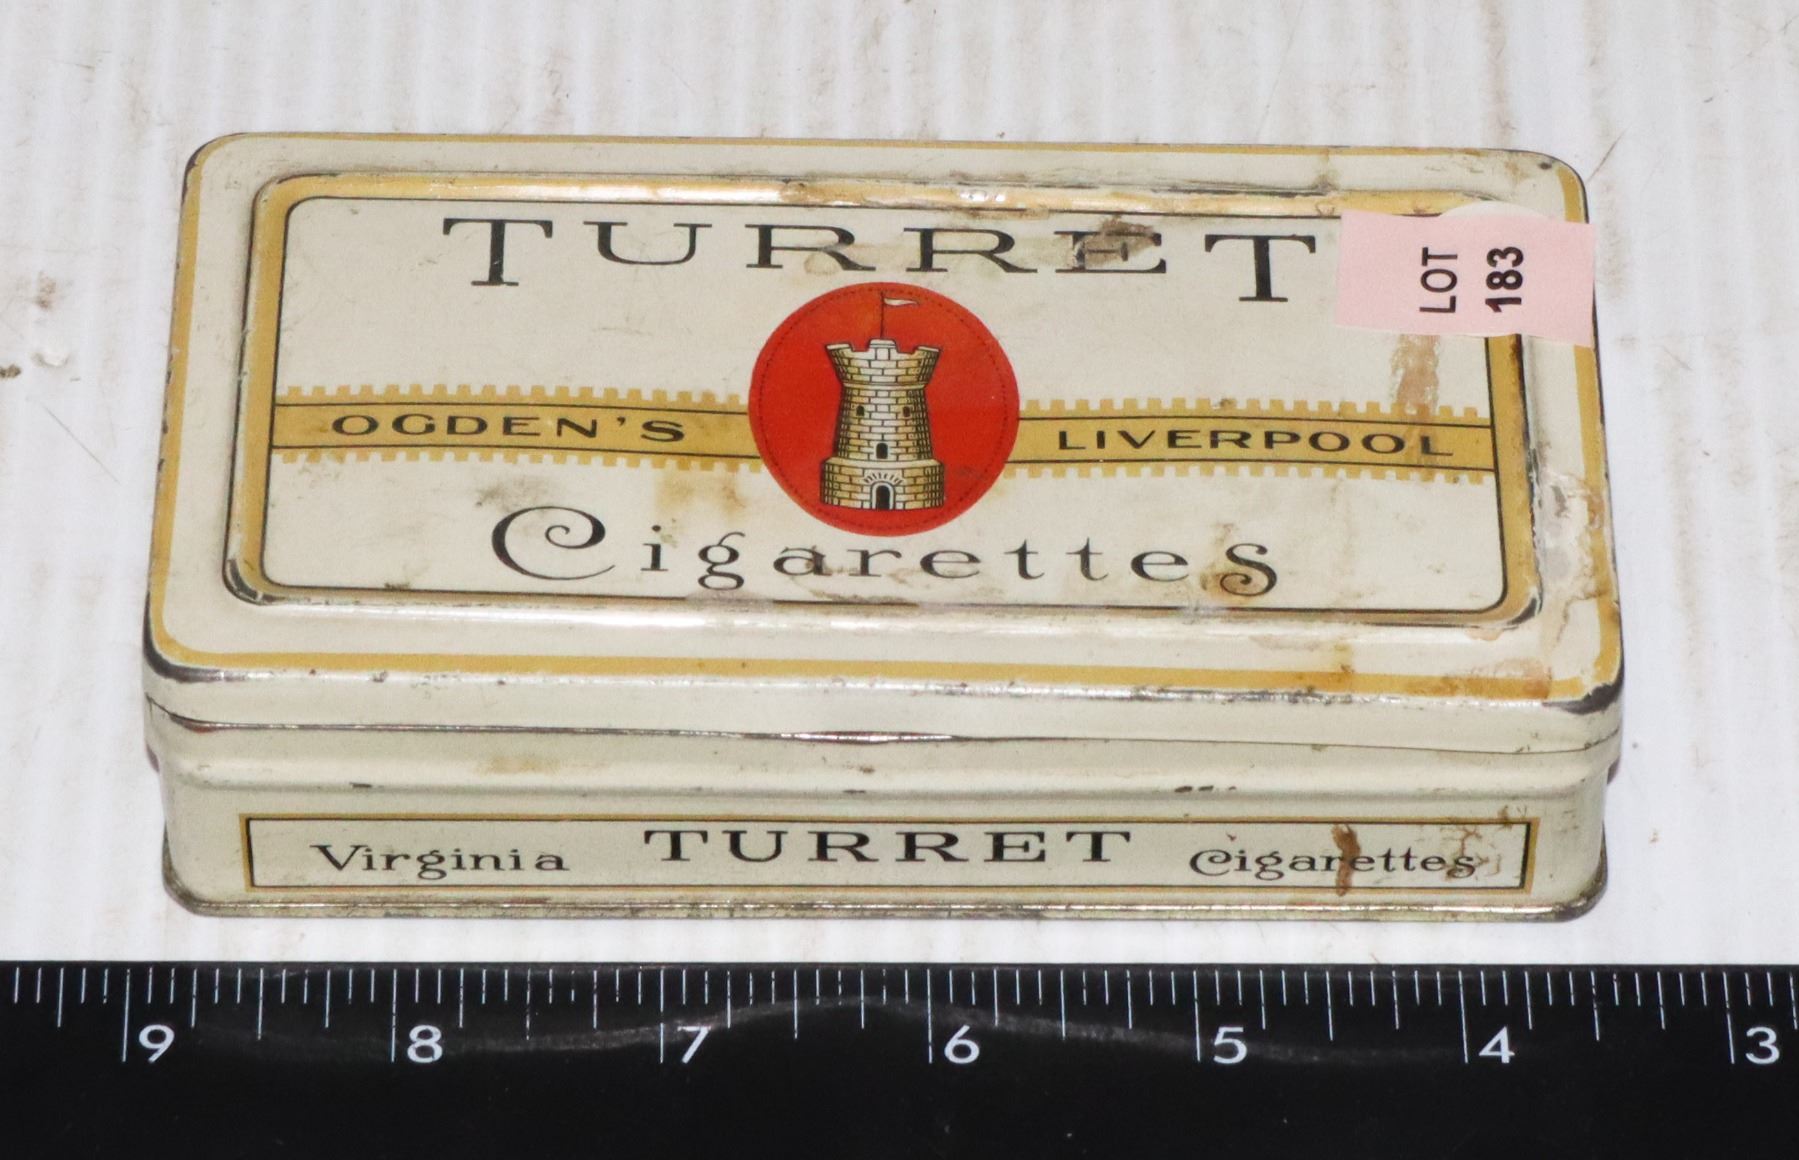 TURRET
LOT
183
OGDEN'S LIVERPOOL
Cigarettes
Virginia TURRET Cigarettes
9 8 7 6 5 4 3